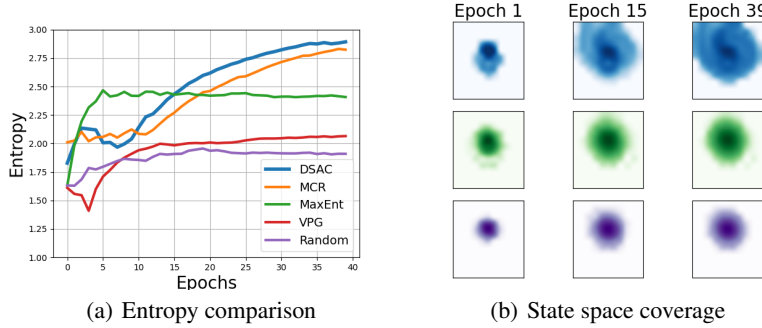 Epoch 1 Epoch 15 Epoch 39
3.00
2.75
2.50
2.25
2.00
1.75
1.50
1.25
1.00
Entropy
DSAC
MCR
MaxEnt
VPG
Random
0 5 10 15 20 25 30 35 40
Epochs
(a) Entropy comparison
(b) State space coverage